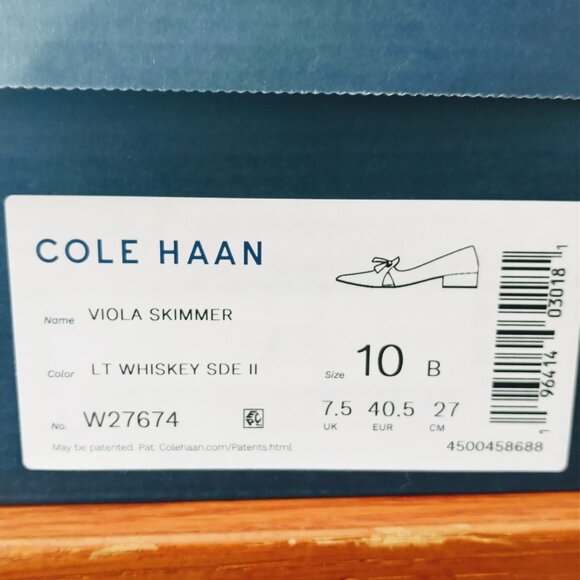 COLE HAAN
Name VIOLA SKIMMER
Color LT WHISKEY SDE II
Size 10 B
No. W27674
7.5 40.5 27
UK EUR CM
May be patented. Pat. Colehaan.com/Patents.html
4500458688
1 96414 03018 1